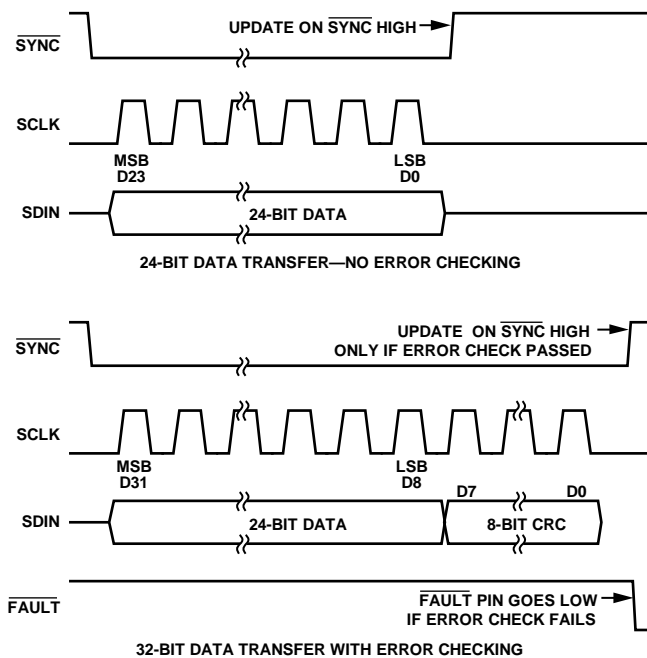 UPDATE ON SYNC HIGH
SYNC
SCLK
MSB
D23
LSB
D0
SDIN
24-BIT DATA
24-BIT DATA TRANSFER—NO ERROR CHECKING
UPDATE ON SYNC HIGH
ONLY IF ERROR CHECK PASSED
SYNC
SCLK
MSB
D31
LSB
D8
D7
D0
SDIN
24-BIT DATA
8-BIT CRC
FAULT
FAULT PIN GOES LOW
IF ERROR CHECK FAILS
32-BIT DATA TRANSFER WITH ERROR CHECKING